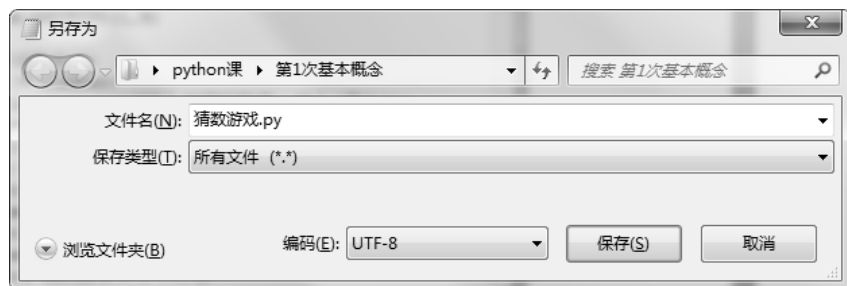 另存为
python课 第1次基本概念 搜索 第1次基本概念
文件名(N): 猜数游戏.py
保存类型(T): 所有文件 (*.*)
浏览文件夹(B) 编码(E): UTF-8 保存(S) 取消